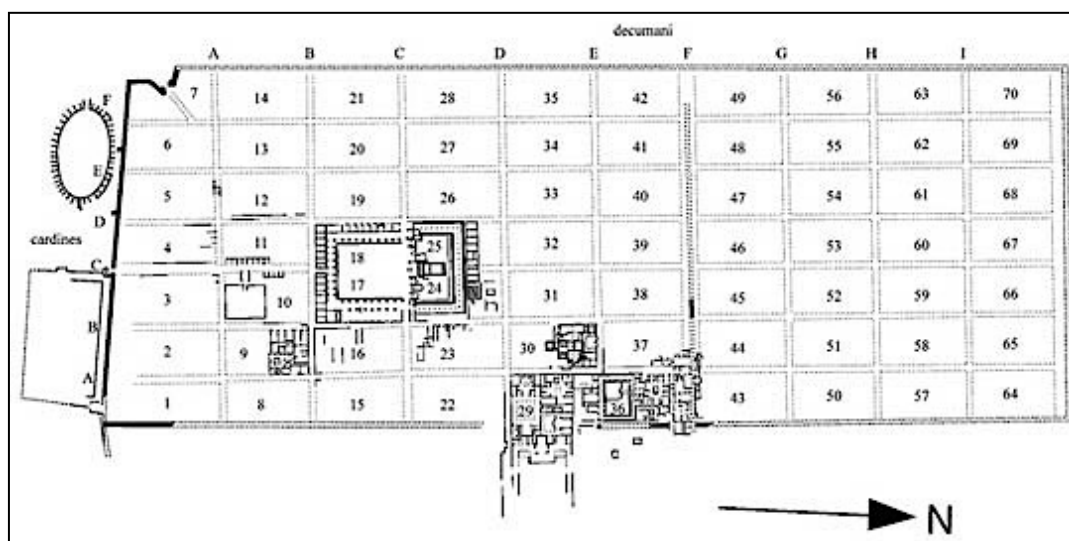 decumani
A B C D E F G H I
7 14 21 28 35 42 49 56 63 70
F
6 13 20 27 34 41 48 55 62 69
E
5 12 19 26 33 40 47 54 61 68
D
cardines
4 11 18 25 32 39 46 53 60 67
C
3 10 17 24 31 38 45 52 59 66
B
2 9 16 23 30 37 44 51 58 65
A
1 8 15 22 29 36 43 50 57 64
N